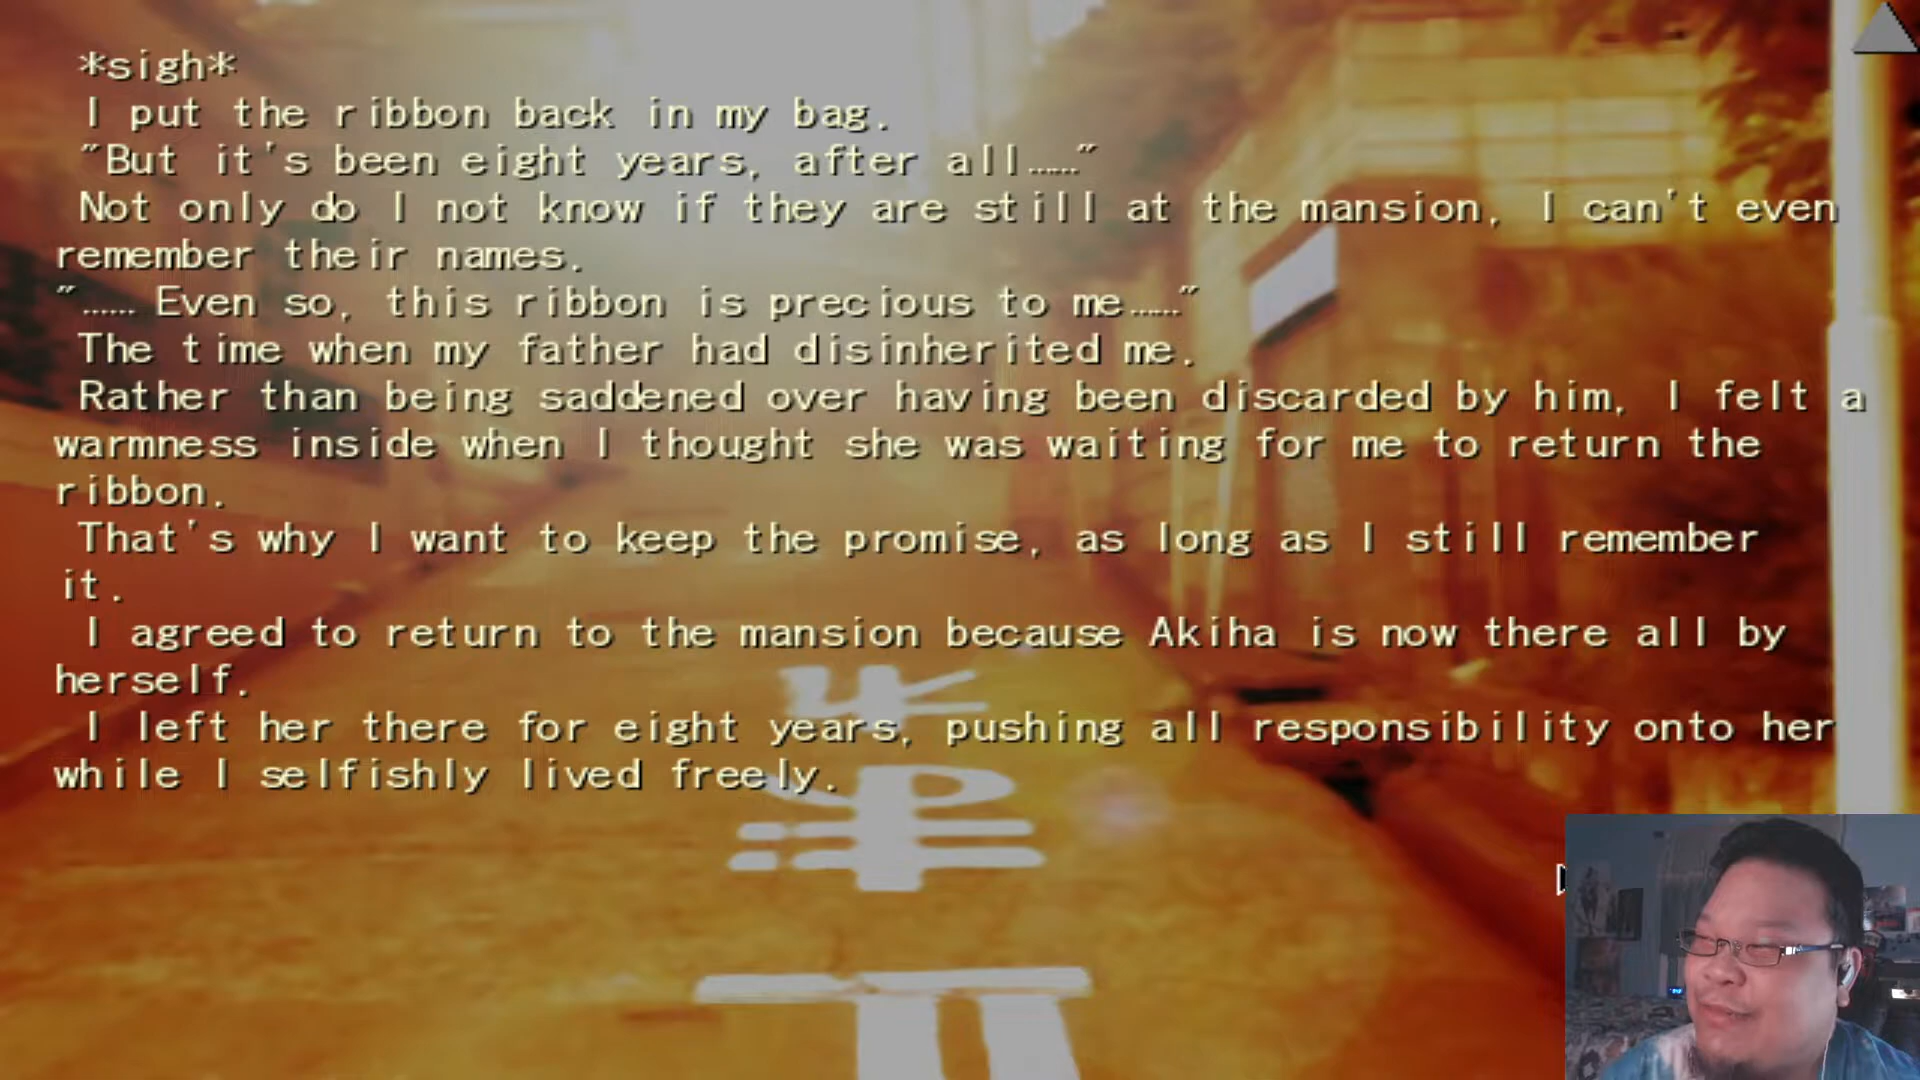 *sigh*
I put the ribbon back in my bag.
"But it's been eight years, after all……"
Not only do I not know if they are still at the mansion, I can't even
remember their names.
"…… Even so, this ribbon is precious to me……"
The time when my father had disinherited me.
Rather than being saddened over having been discarded by him, I felt a
warmness inside when I thought she was waiting for me to return the
ribbon.
That's why I want to keep the promise, as long as I still remember
it.
I agreed to return to the mansion because Akiha is now there all by
herself.
I left her there for eight years, pushing all responsibility onto her
while I selfishly lived freely.